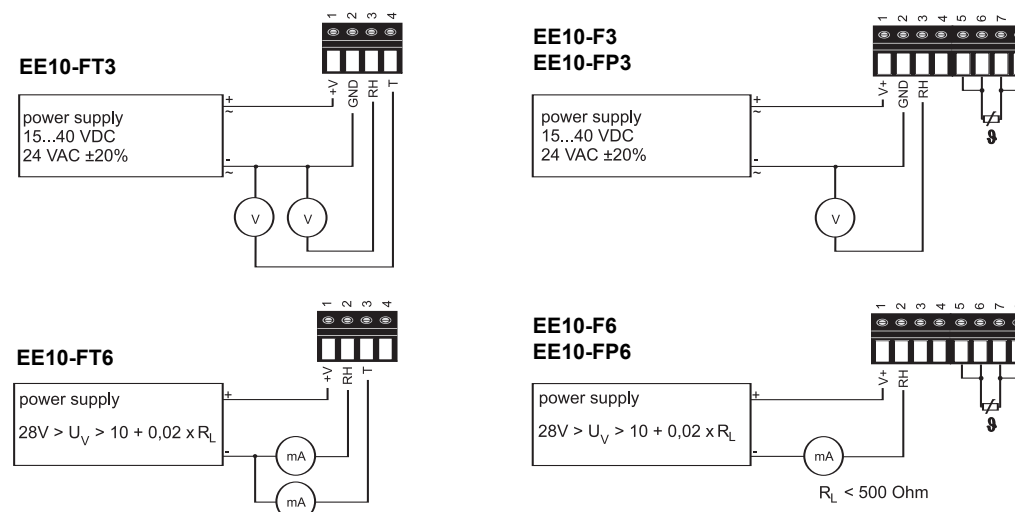 EE10-FT3
1 2 3 4
+V GND RH T
power supply
15...40 VDC
24 VAC ±20%
+
~
-
~
V V
EE10-F3
EE10-FP3
1 2 3 4 5 6 7
V+ GND RH
power supply
15...40 VDC
24 VAC ±20%
+
~
-
~
V
ϑ
EE10-FT6
1 2 3 4
+V RH T
power supply
28V > U_V > 10 + 0,02 x R_L
+
-
mA
mA
EE10-F6
EE10-FP6
1 2 3 4 5 6 7
V+ RH
power supply
28V > U_V > 10 + 0,02 x R_L
+
-
mA
R_L < 500 Ohm
ϑ